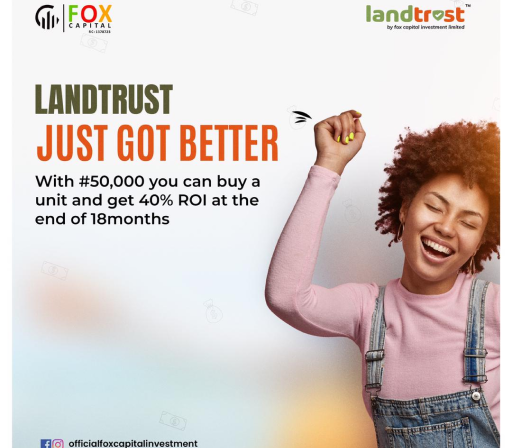 FOX
CAPITAL
landtrust™
by fox capital investment limited
LANDTRUST
JUST GOT BETTER
With #50,000 you can buy a
unit and get 40% ROI at the
end of 18months
officialfoxcapitalinvestment